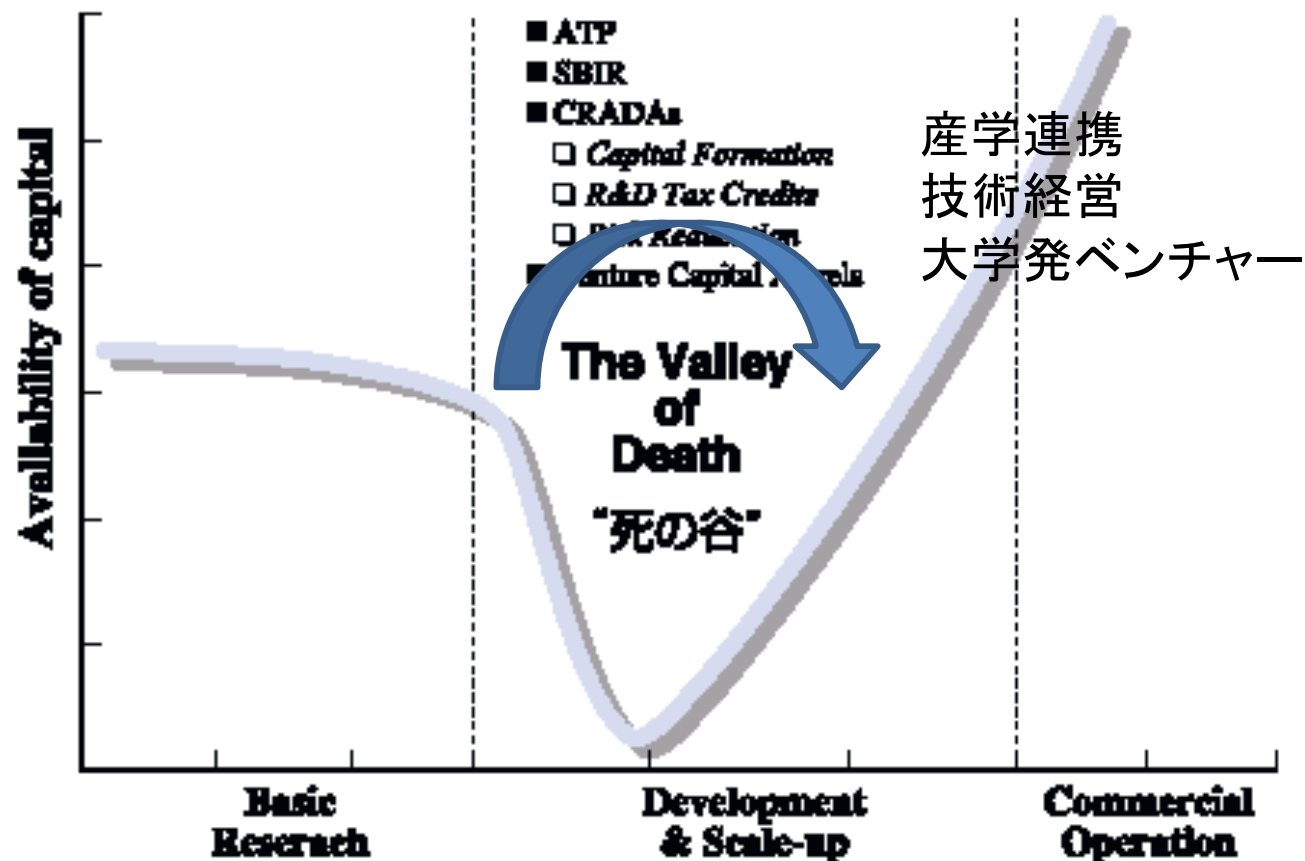 ATP
SBIR
CRADAs
Capital Formation
R&D Tax Credits
Capital
産学連携
技術経営
大学発ベンチャー
The Valley
of
Death
“死の谷”
Availability of capital
Basic
Reserach
Development
& Scale-up
Commercial
Operation